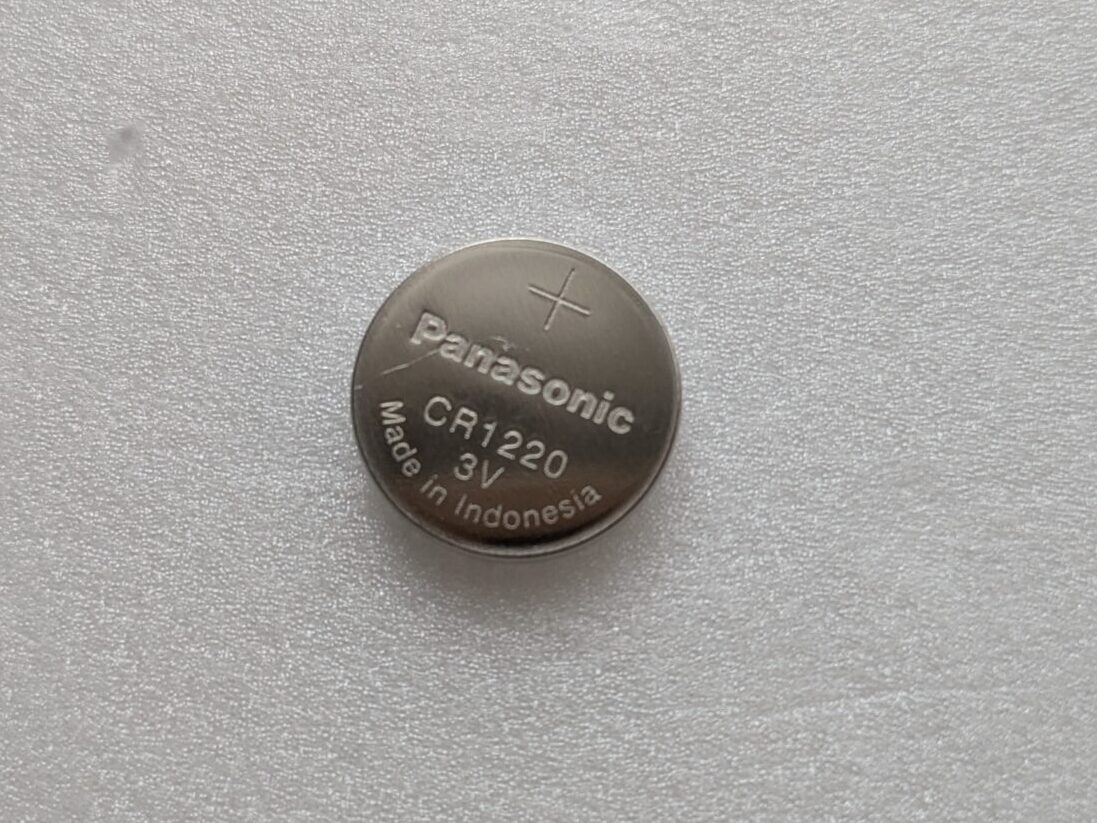 +
Panasonic
CR1220
3V
Made in Indonesia